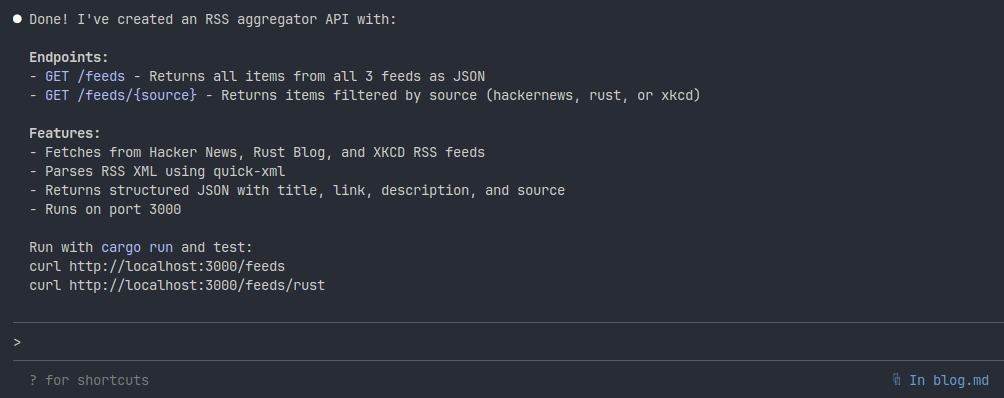 ● Done! I've created an RSS aggregator API with:
Endpoints:
- GET /feeds - Returns all items from all 3 feeds as JSON
- GET /feeds/{source} - Returns items filtered by source (hackernews, rust, or xkcd)
Features:
- Fetches from Hacker News, Rust Blog, and XKCD RSS feeds
- Parses RSS XML using quick-xml
- Returns structured JSON with title, link, description, and source
- Runs on port 3000
Run with cargo run and test:
curl http://localhost:3000/feeds
curl http://localhost:3000/feeds/rust
>
? for shortcuts
In blog.md